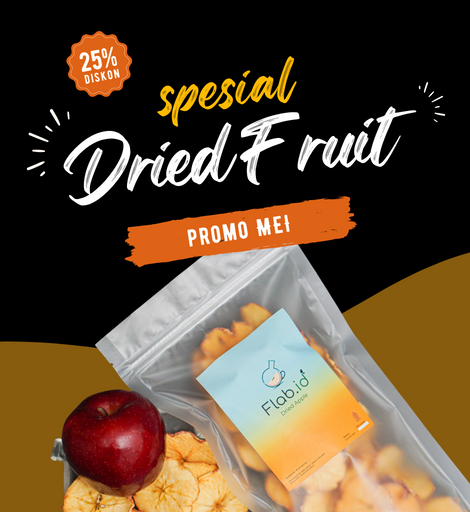 25%
DISKON
spesial
Dried Fruit
PROMO MEI
Flab.id
Dried Apple